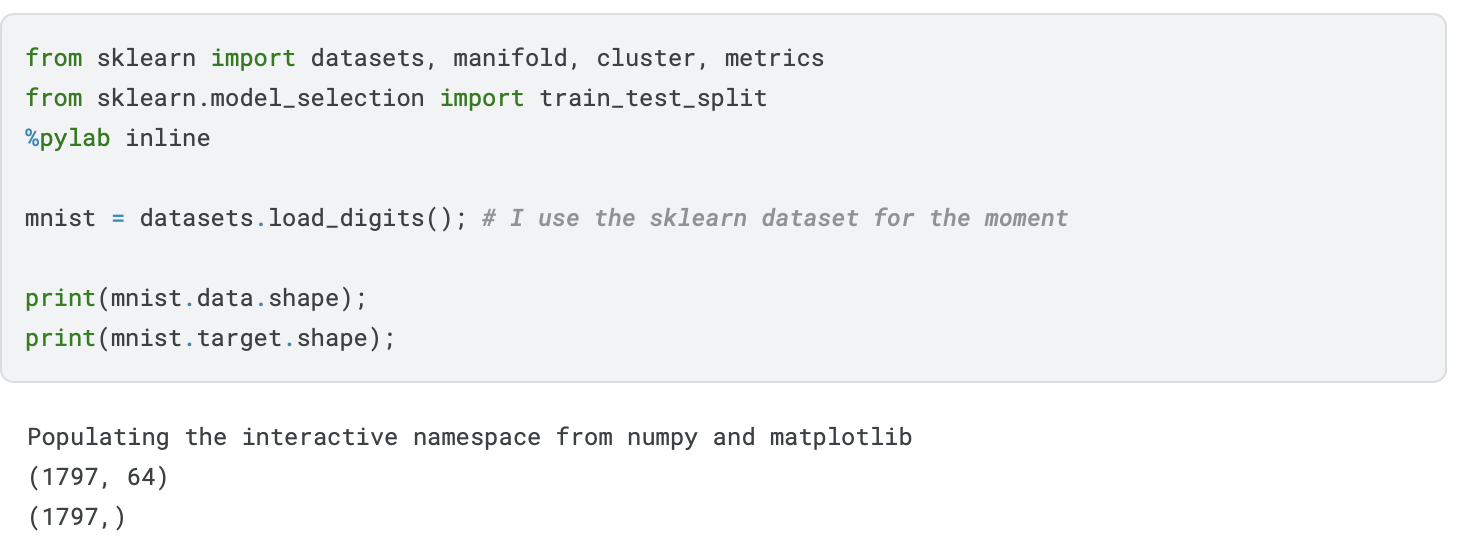 from sklearn import datasets, manifold, cluster, metrics
from sklearn.model_selection import train_test_split
%pylab inline
mnist = datasets.load_digits(); # I use the sklearn dataset for the moment
print(mnist.data.shape);
print(mnist.target.shape);
Populating the interactive namespace from numpy and matplotlib
(1797, 64)
(1797,)